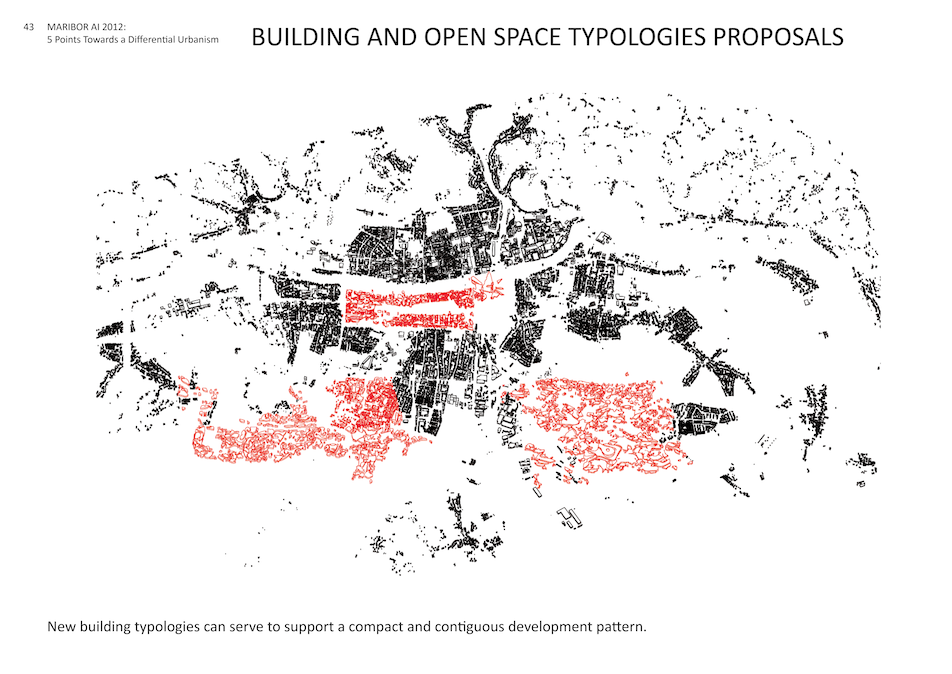 43 MARIBOR AI 2012:
5 Points Towards a Differential Urbanism
BUILDING AND OPEN SPACE TYPOLOGIES PROPOSALS
New building typologies can serve to support a compact and contiguous development pattern.